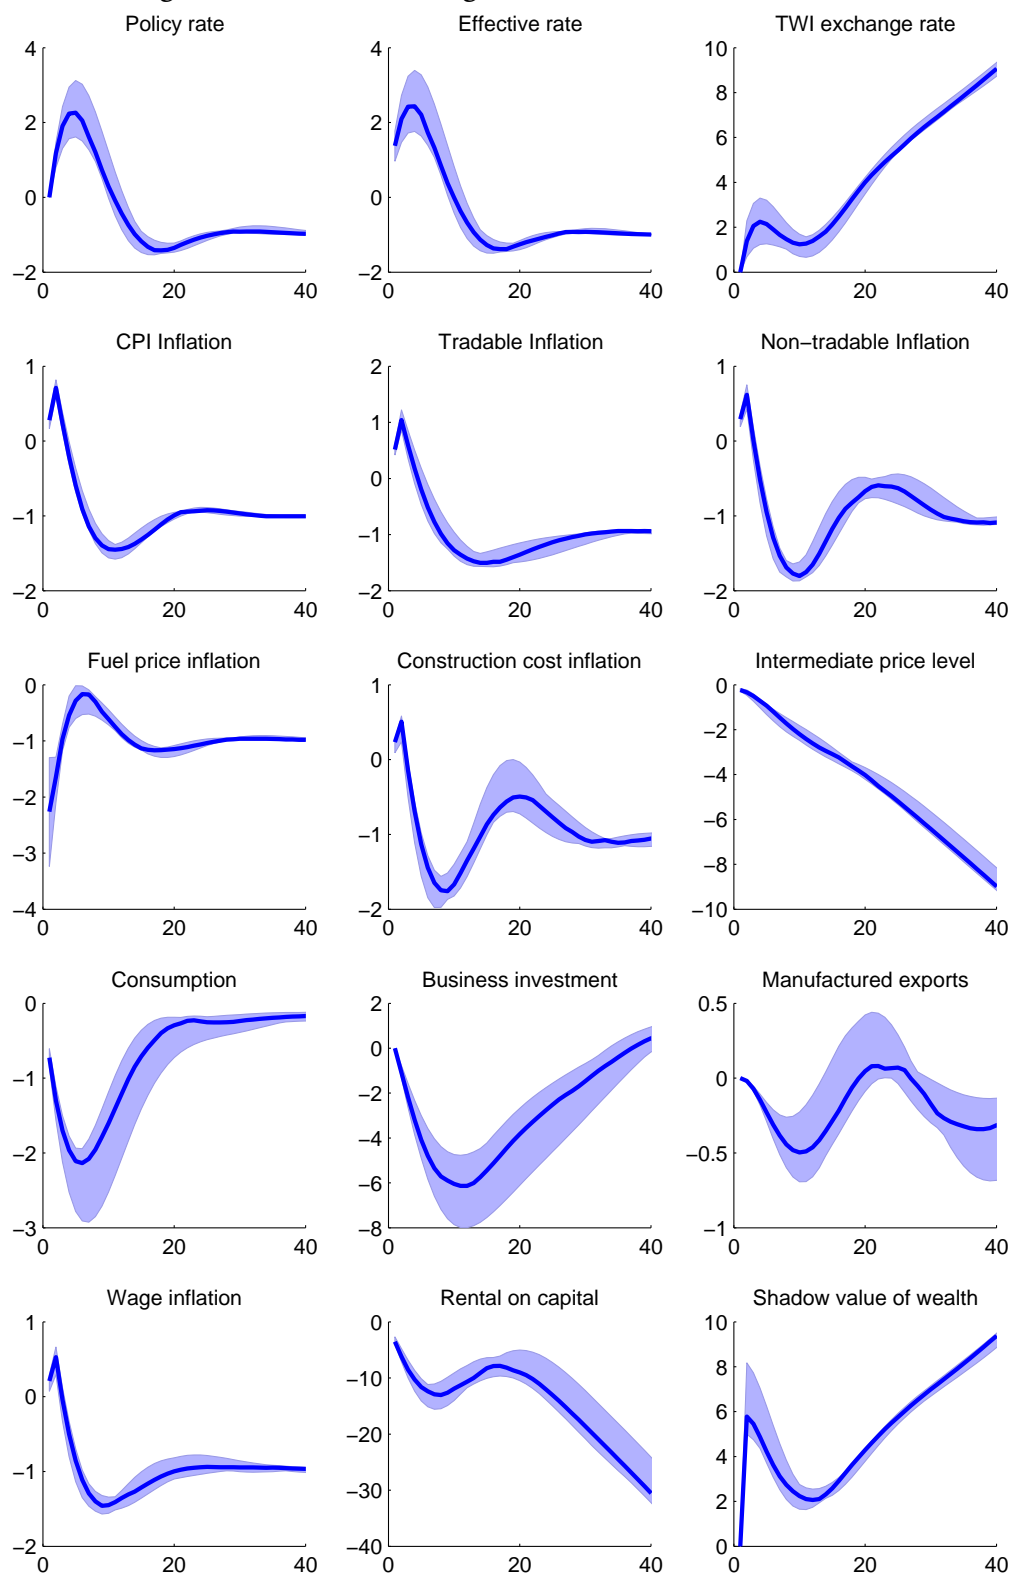 Policy rate
4
2
0
−2
0 20 40
Effective rate
4
2
0
−2
0 20 40
TWI exchange rate
10
8
6
4
2
0
0 20 40
CPI Inflation
1
0
−1
−2
0 20 40
Tradable Inflation
2
1
0
−1
−2
0 20 40
Non−tradable Inflation
1
0
−1
−2
0 20 40
Fuel price inflation
0
−1
−2
−3
−4
0 20 40
Construction cost inflation
1
0
−1
−2
0 20 40
Intermediate price level
0
−2
−4
−6
−8
−10
0 20 40
Consumption
0
−1
−2
−3
0 20 40
Business investment
2
0
−2
−4
−6
−8
0 20 40
Manufactured exports
0.5
0
−0.5
−1
0 20 40
Wage inflation
1
0
−1
−2
0 20 40
Rental on capital
0
−10
−20
−30
−40
0 20 40
Shadow value of wealth
10
8
6
4
2
0
0 20 40